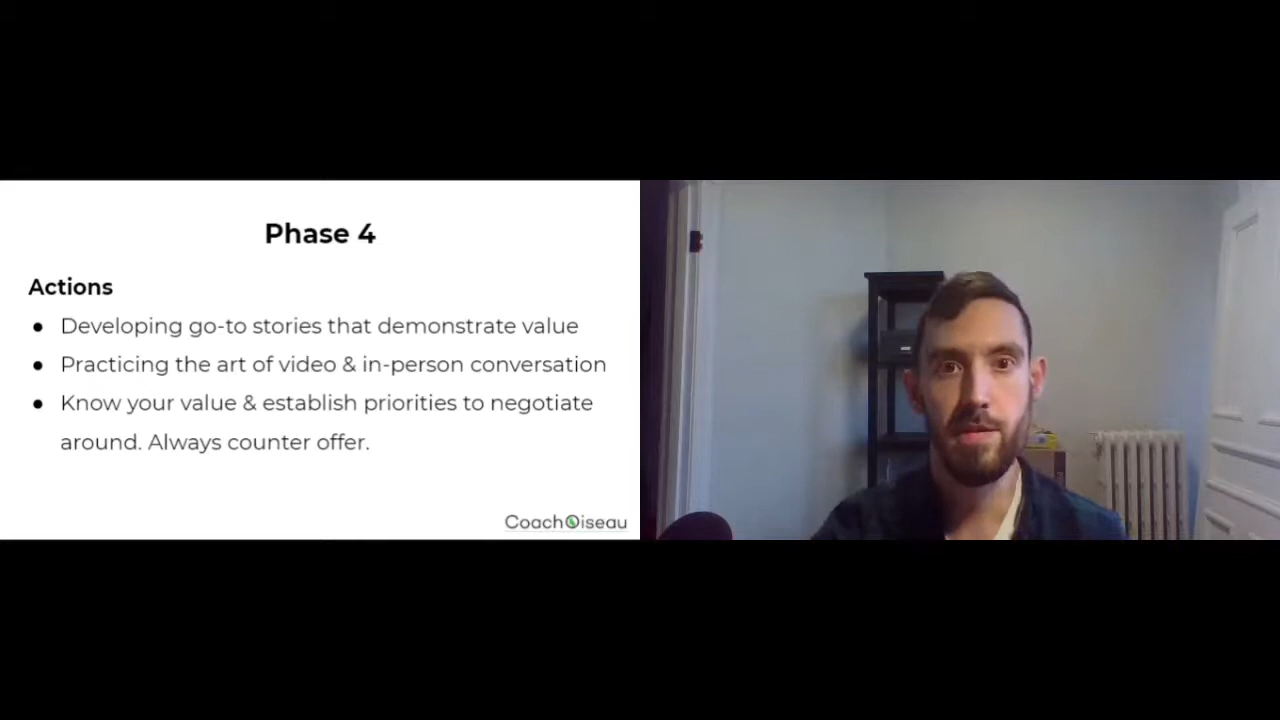 Phase 4
Actions
● Developing go-to stories that demonstrate value
● Practicing the art of video & in-person conversation
● Know your value & establish priorities to negotiate
around. Always counter offer.
CoachOiseau